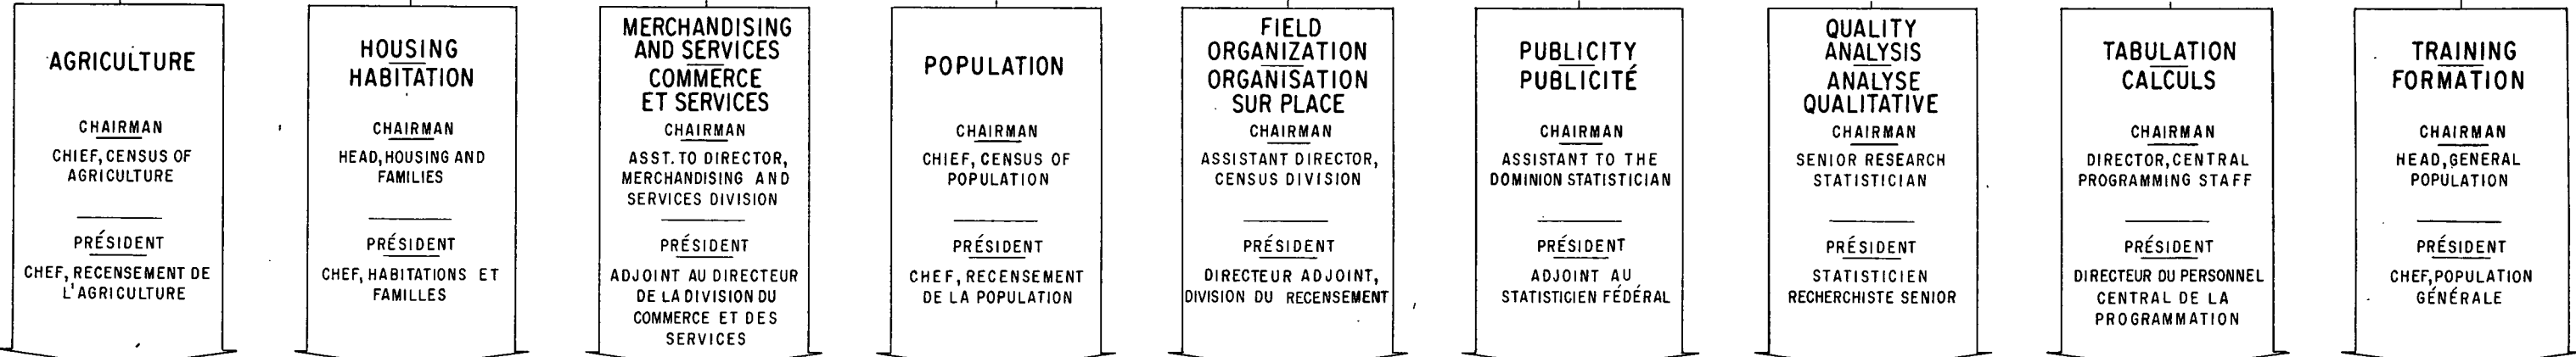 AGRICULTURE
CHAIRMAN
CHIEF, CENSUS OF
AGRICULTURE
PRÉSIDENT
CHEF, RECENSEMENT DE
L'AGRICULTURE
HOUSING
HABITATION
CHAIRMAN
HEAD, HOUSING AND
FAMILIES
PRÉSIDENT
CHEF, HABITATIONS ET
FAMILLES
MERCHANDISING
AND SERVICES
COMMERCE
ET SERVICES
CHAIRMAN
ASST. TO DIRECTOR,
MERCHANDISING AND
SERVICES DIVISION
PRÉSIDENT
ADJOINT AU DIRECTEUR
DE LA DIVISION DU
COMMERCE ET DES
SERVICES
POPULATION
CHAIRMAN
CHIEF, CENSUS OF
POPULATION
PRÉSIDENT
CHEF, RECENSEMENT
DE LA POPULATION
FIELD
ORGANIZATION
ORGANISATION
SUR PLACE
CHAIRMAN
ASSISTANT DIRECTOR,
CENSUS DIVISION
PRÉSIDENT
DIRECTEUR ADJOINT,
DIVISION DU RECENSEMENT
PUBLICITY
PUBLICITÉ
CHAIRMAN
ASSISTANT TO THE
DOMINION STATISTICIAN
PRÉSIDENT
ADJOINT AU
STATISTICIEN FÉDÉRAL
QUALITY
ANALYSIS
ANALYSE
QUALITATIVE
CHAIRMAN
SENIOR RESEARCH
STATISTICIAN
PRÉSIDENT
STATISTICIEN
RECHERCHISTE SENIOR
TABULATION
CALCULS
CHAIRMAN
DIRECTOR, CENTRAL
PROGRAMMING STAFF
PRÉSIDENT
DIRECTEUR DU PERSONNEL
CENTRAL DE LA
PROGRAMMATION
TRAINING
FORMATION
CHAIRMAN
HEAD, GENERAL
POPULATION
PRÉSIDENT
CHEF, POPULATION
GÉNÉRALE